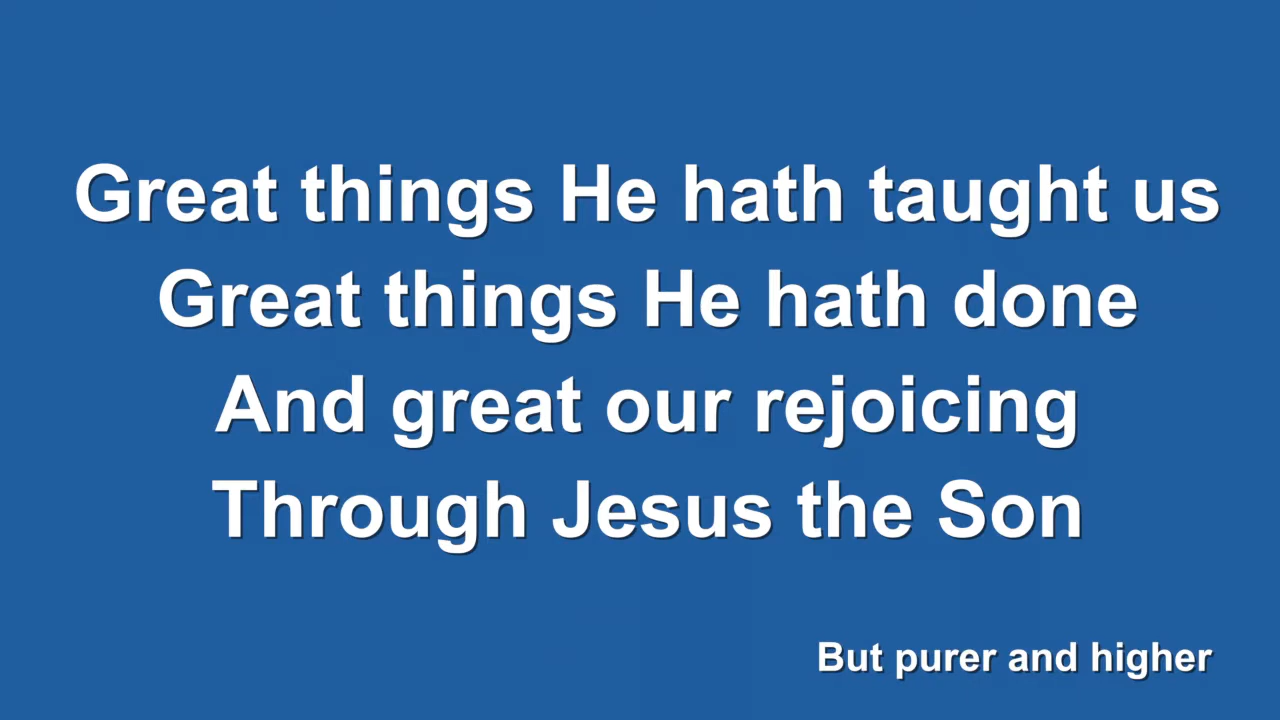 Great things He hath taught us
Great things He hath done
And great our rejoicing
Through Jesus the Son
But purer and higher